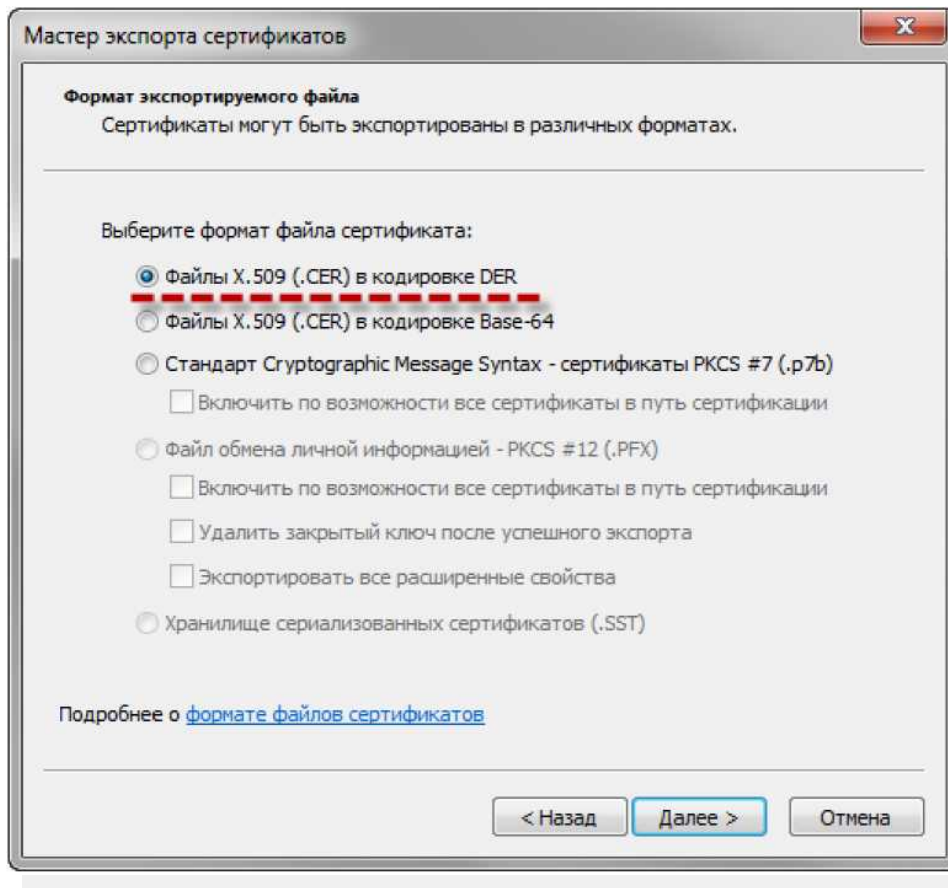 Мастер экспорта сертификатов
Формат экспортируемого файла
Сертификаты могут быть экспортированы в различных форматах.
Выберите формат файла сертификата:
Файлы X.509 (.CER) в кодировке DER
Файлы X.509 (.CER) в кодировке Base-64
Стандарт Cryptographic Message Syntax - сертификаты PKCS #7 (.p7b)
Включить по возможности все сертификаты в путь сертификации
Файл обмена личной информацией - PKCS #12 (.PFX)
Включить по возможности все сертификаты в путь сертификации
Удалить закрытый ключ после успешного экспорта
Экспортировать все расширенные свойства
Хранилище сериализованных сертификатов (.SST)
Подробнее о формате файлов сертификатов
< Назад Далее > Отмена